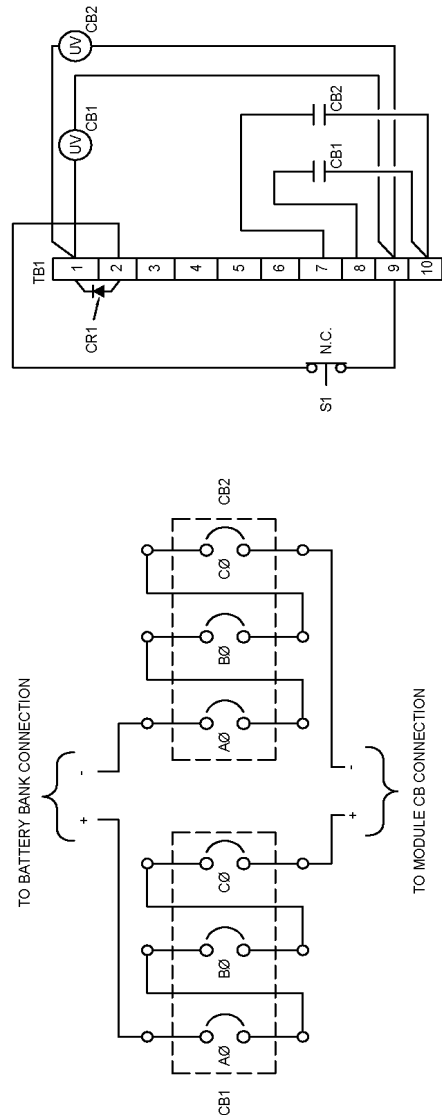 TO BATTERY BANK CONNECTION
+
-
CB1
AØ
BØ
CØ
AØ
BØ
CØ
CB2
+
-
TO MODULE CB CONNECTION
TB1
1
2
3
4
5
6
7
8
9
10
CR1
S1
N.C.
UV
CB1
UV
CB2
CB1
CB2